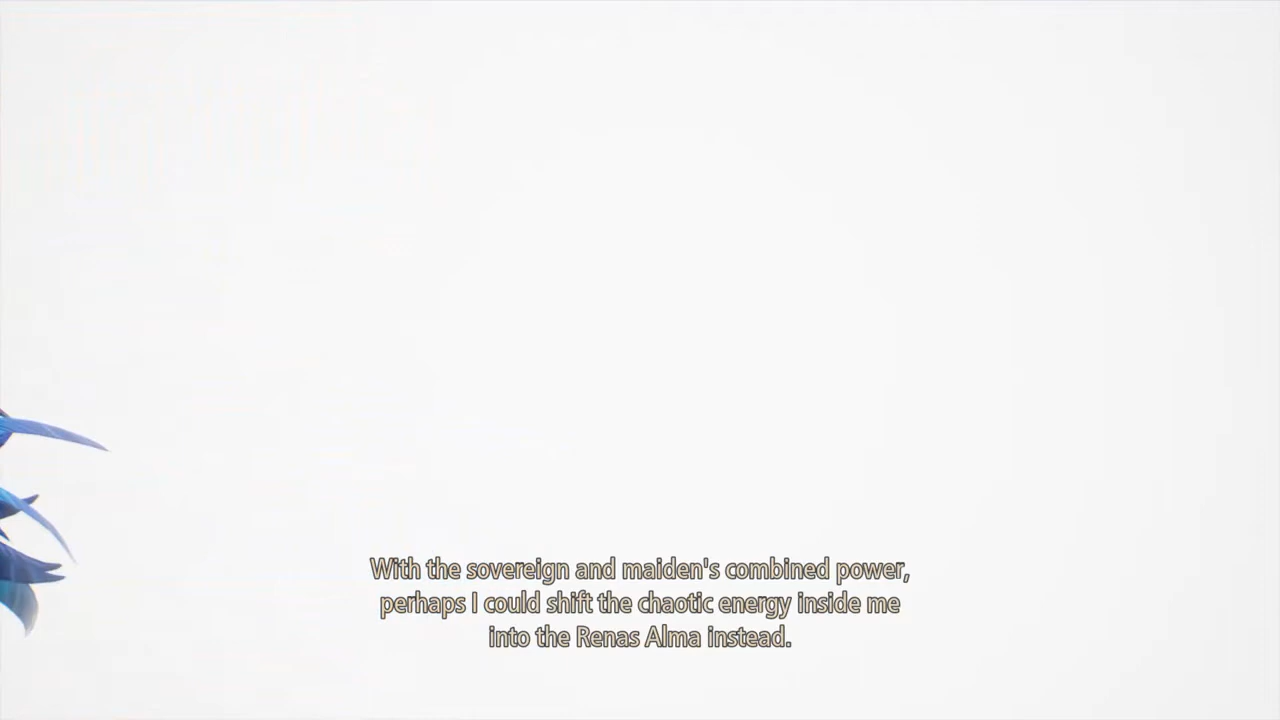 With the sovereign and maiden's combined power,
perhaps I could shift the chaotic energy inside me
into the Renas Alma instead.